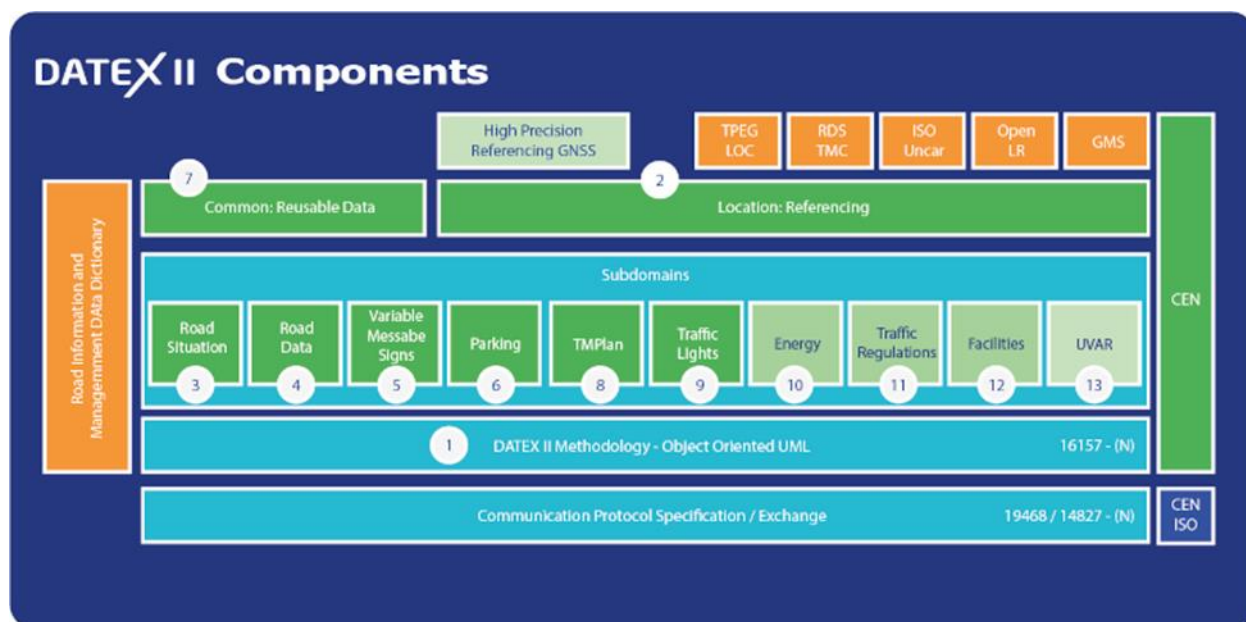 DATEX II Components
High Precision
Referencing GNSS
TPEG
LOC
RDS
TMC
ISO
Uncar
Open
LR
GMS
7
Common: Reusable Data
2
Location: Referencing
Road Information and
Managemment DAta Dictionary
CEN
Subdomains
Road
Situation
3
Road
Data
4
Variable
Messabe
Signs
5
Parking
6
TMPlan
8
Traffic
Lights
9
Energy
10
Traffic
Regulations
11
Facilities
12
UVAR
13
1
DATEX II Methodology - Object Oriented UML
16157 - (N)
Communication Protocol Specification / Exchange
19468 / 14827 - (N)
CEN
ISO